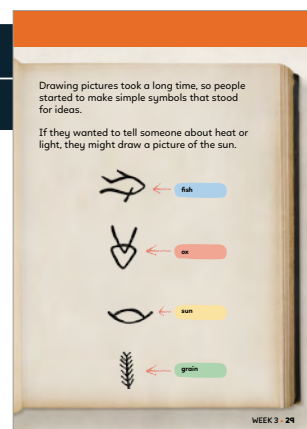 Drawing pictures took a long time, so people
started to make simple symbols that stood
for ideas.
If they wanted to tell someone about heat or
light, they might draw a picture of the sun.
fish
ox
sun
grain
WEEK 3 • 29